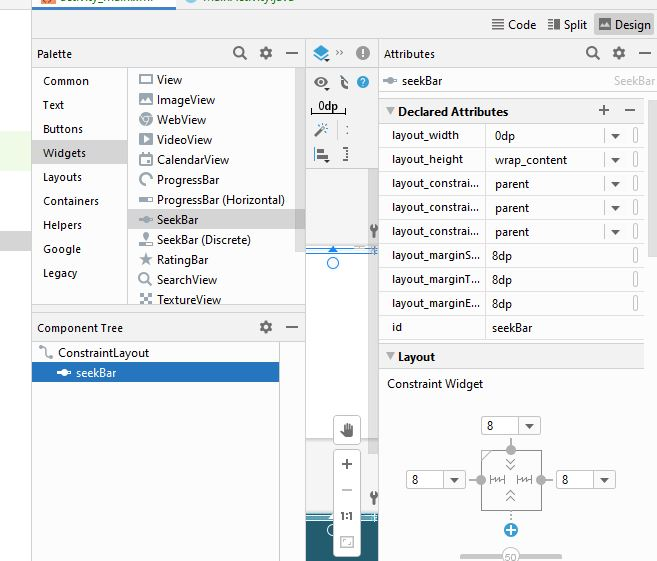 Code Split Design
Palette
Attributes
Common
Text
Buttons
Widgets
Layouts
Containers
Helpers
Google
Legacy
View
ImageView
WebView
VideoView
CalendarView
ProgressBar
ProgressBar (Horizontal)
SeekBar
SeekBar (Discrete)
RatingBar
SearchView
TextureView
0dp
seekBar SeekBar
Declared Attributes
layout_width 0dp
layout_height wrap_content
layout_constrai... parent
layout_constrai... parent
layout_constrai... parent
layout_marginS... 8dp
layout_marginT... 8dp
layout_marginE... 8dp
id seekBar
Component Tree
ConstraintLayout
seekBar
1:1
Layout
Constraint Widget
8
8 8
50